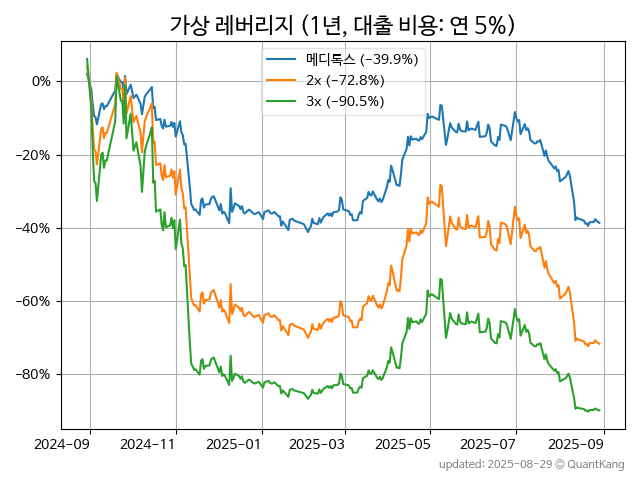 가상 레버리지 (1년, 대출 비용: 연 5%)
메디톡스 (−39.9%)
2x (−72.8%)
3x (−90.5%)
0%
−20%
−40%
−60%
−80%
2024-09 2024-11 2025-01 2025-03 2025-05 2025-07 2025-09
updated: 2025-08-29 © QuantKang